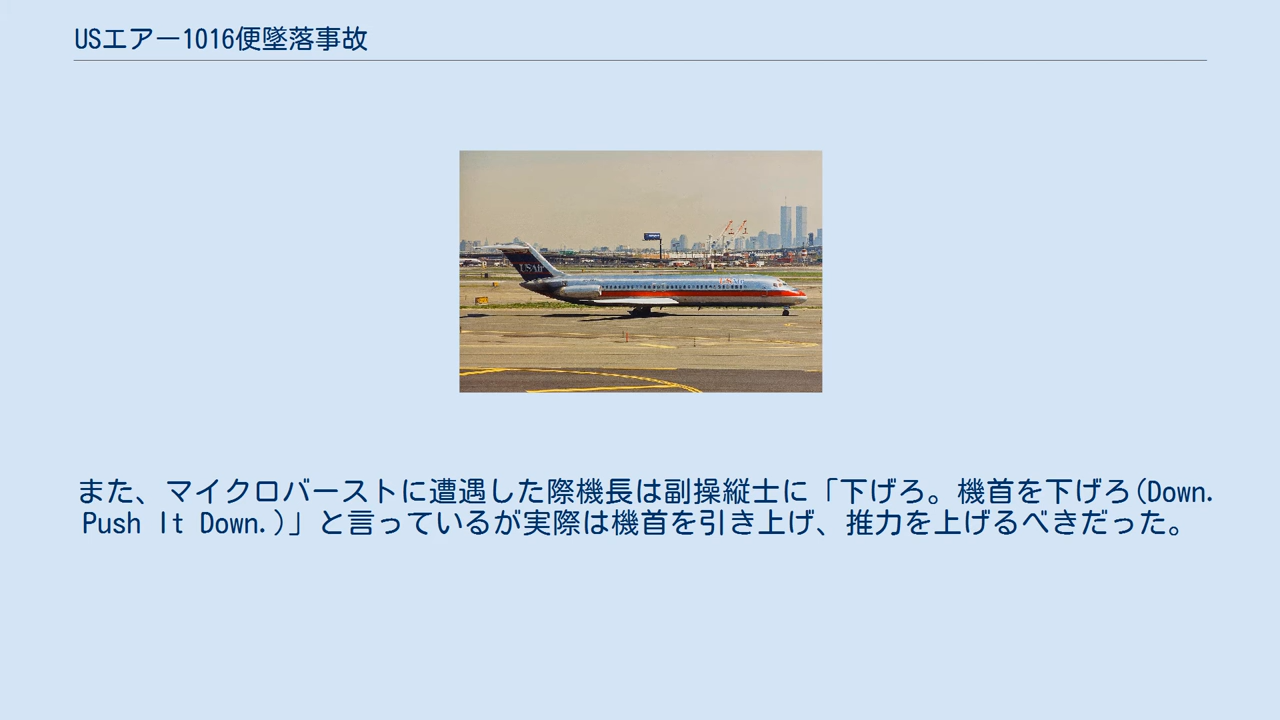 USエアー1016便墜落事故
USAir
USAir
また、マイクロバーストに遭遇した際機長は副操縦士に「下げろ。機首を下げろ(Down.
Push It Down.)」と言っているが実際は機首を引き上げ、推力を上げるべきだった。